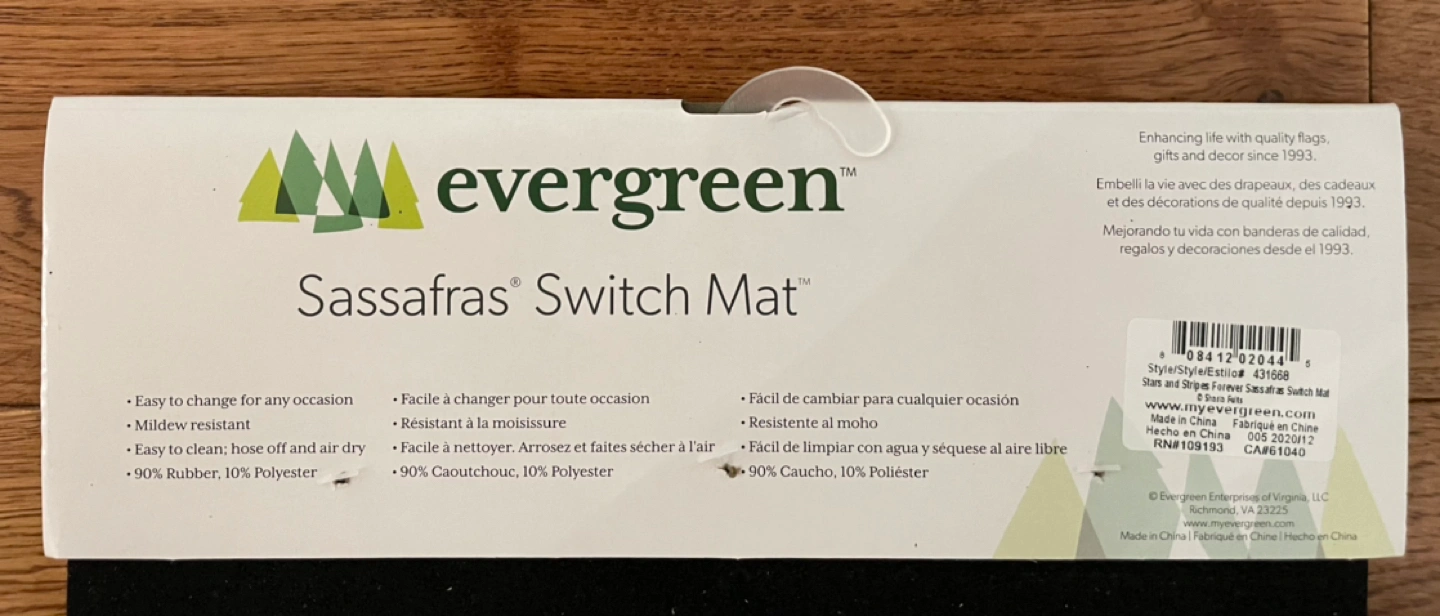 evergreen™
Sassafras® Switch Mat™
• Easy to change for any occasion
• Mildew resistant
• Easy to clean; hose off and air dry
• 90% Rubber, 10% Polyester
• Facile à changer pour toute occasion
• Résistant à la moisissure
• Facile à nettoyer. Arrosez et faites sécher à l'air
• 90% Caoutchouc, 10% Polyester
• Fácil de cambiar para cualquier ocasión
• Resistente al moho
• Fácil de limpiar con agua y séquese al aire libre
• 90% Caucho, 10% Poliéster
Enhancing life with quality flags,
gifts and decor since 1993.
Embelli la vie avec des drapeaux, des cadeaux
et des décorations de qualité depuis 1993.
Mejorando tu vida con banderas de calidad,
regalos y decoraciones desde el 1993.
8 08412 02044 5
Style/Style/Estilo# 431668
Stars and Stripes Forever Sassafras Switch Mat
©
www.myevergreen.com
Made in China Fabriqué en Chine
Hecho en China 005 2020/12
RN#109193 CA#61040
© Evergreen Enterprises of Virginia, LLC
Richmond, VA 23225
www.myevergreen.com
Made in China | Fabriqué en Chine | Hecho en China